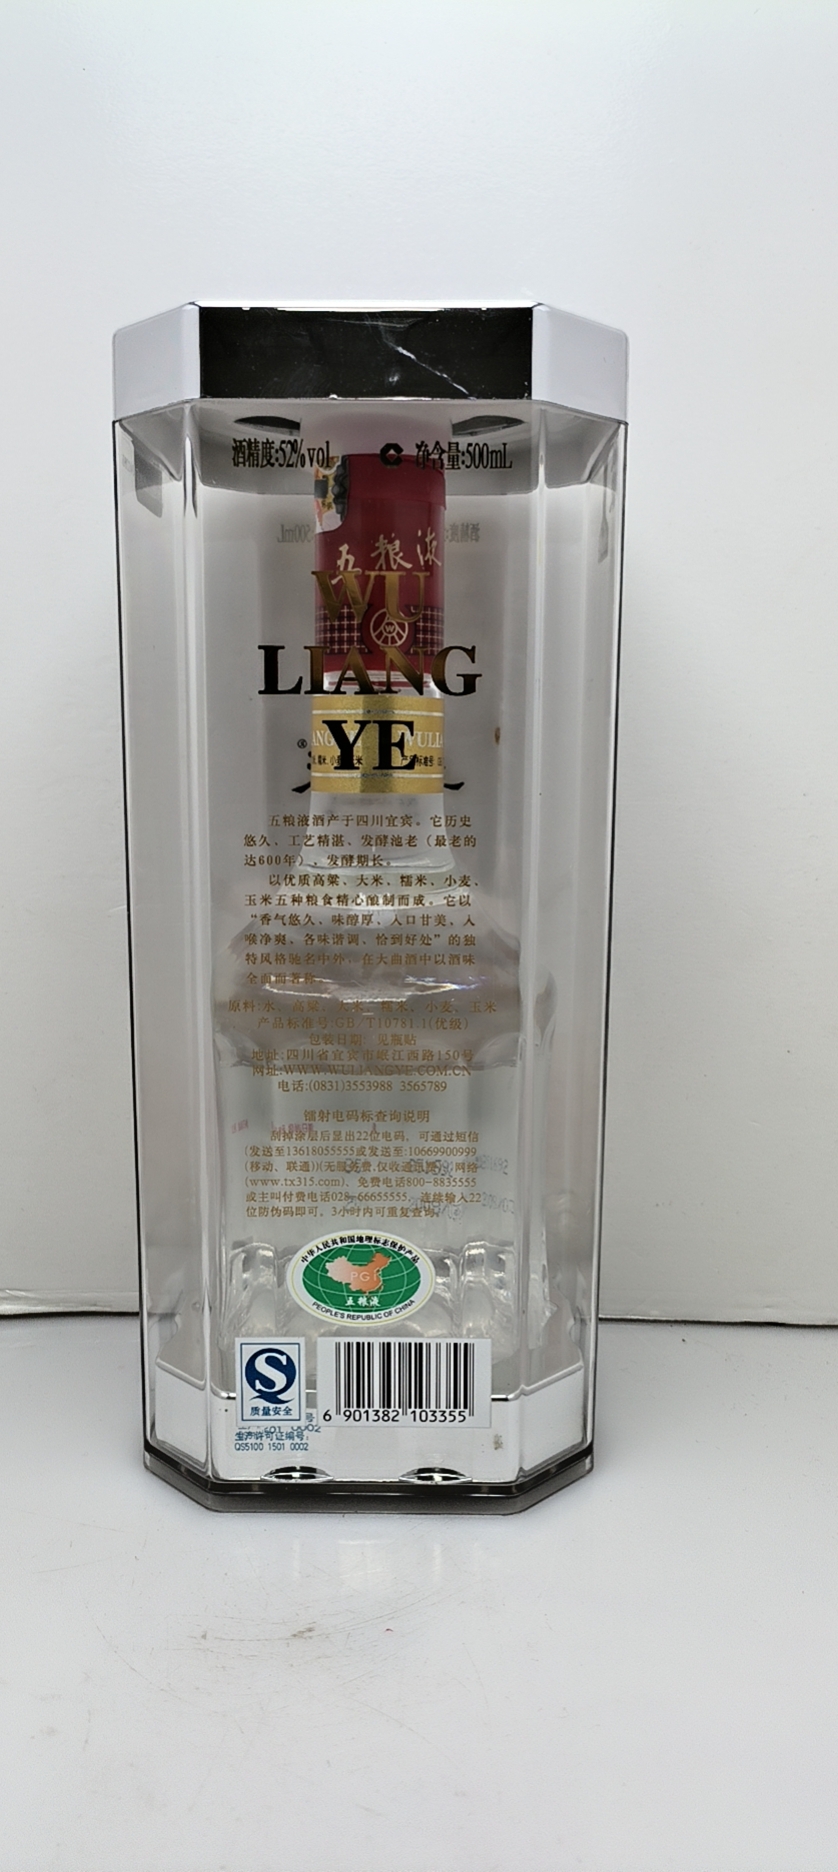 酒精度:52%vol 净含量:500mL
五粮液
WU
LIANG
YE
五粮液酒产于四川宜宾。它历史
悠久、工艺精湛、发酵池老（最老的
达600年）、发酵期长。
以优质高粱、大米、糯米、小麦、
玉米五种粮食精心酿制而成。它以
“香气悠久、味醇厚、入口甘美、入
喉净爽、各味谐调、恰到好处”的独
特风格驰名中外，在大曲酒中以酒味
全面而著称。
原料:水、高粱、大米、糯米、小麦、玉米
产品标准号:GB/T10781.1(优级)
包装日期: 见瓶贴
地址:四川省宜宾市岷江西路150号
网址:WWW.WULIANGYE.COM.CN
电话:(0831)3553988 3565789
镭射电码标查询说明
刮掉涂层后显出22位电码，可通过短信
(发送至13618055555或发送至:10669900999
(移动、联通))(无服务费,仅收通讯费)、网络
(www.tx315.com)、免费电话800-8835555
或主叫付费电话028-66655555，连续输入22
位防伪码即可。3小时内可重复查询。
中华人民共和国地理标志保护产品
PGI
五粮液
PEOPLE'S REPUBLIC OF CHINA
质量安全
生产许可证编号:
QS5100 1501 0002
6 901382 103355